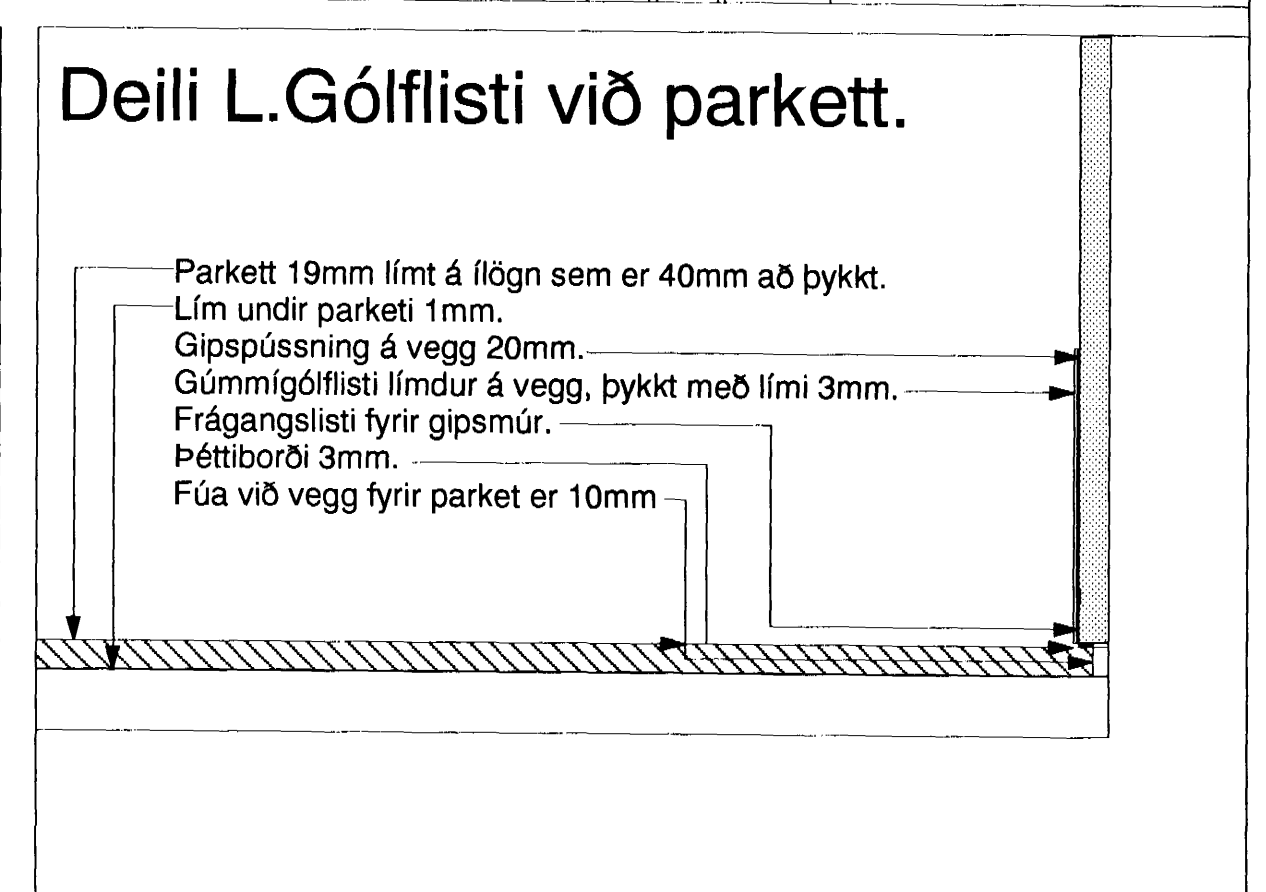 Deili L.Gólflisti við parkett.
Parkett 19mm límt á ílögn sem er 40mm að þykkt.
Lím undir parketi 1mm.
Gipspússning á vegg 20mm.
Gúmmígólflisti límdur á vegg, þykkt með lími 3mm.
Frágangslisti fyrir gipsmúr.
Þéttiborði 3mm.
Fúa við vegg fyrir parket er 10mm